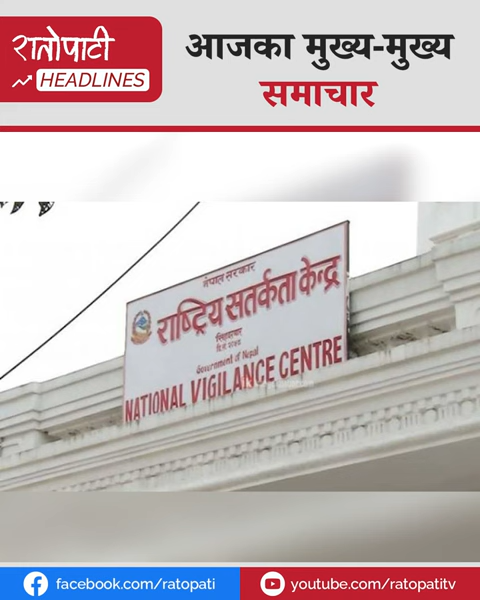 रातोपाटी
HEADLINES
आजका मुख्य-मुख्य
समाचार
नेपाल सरकार
राष्ट्रिय सतर्कता केन्द्र
Government of Nepal
NATIONAL VIGILANCE CENTRE
facebook.com/ratopati
youtube.com/ratopatitv